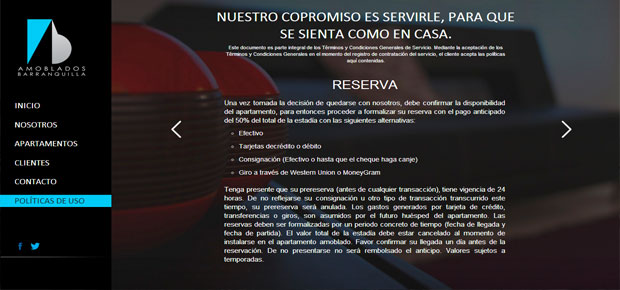 AMOBLADOS
BARRANQUILLA
INICIO
NOSOTROS
APARTAMENTOS
CLIENTES
CONTACTO
POLÍTICAS DE USO
NUESTRO COPROMISO ES SERVIRLE, PARA QUE
SE SIENTA COMO EN CASA.
Este documento es parte integral de los Términos y Condiciones Generales de Servicio. Mediante la aceptación de los
Términos y Condiciones Generales en el momento del registro de contratación del servicio, el cliente acepta las políticas
aquí contenidas.
RESERVA
Una vez tomada la decisión de quedarse con nosotros, debe confirmar la disponibilidad
del apartamento, para entonces proceder a formalizar su reserva con el pago anticipado
del 50% del total de la estadía con las siguientes alternativas:
Efectivo
Tarjetas decrédito o débito
Consignación (Efectivo o hasta que el cheque haga canje)
Giro a través de Western Union o MoneyGram
Tenga presente que su prereserva (antes de cualquier transacción), tiene vigencia de 24
horas. De no reflejarse su consignación u otro tipo de transacción transcurrido este
tiempo, su prereserva será anulada. Los gastos generados por tarjeta de crédito,
transferencias o giros, son asumidos por el futuro huésped del apartamento. Las
reservas deben ser formalizadas por un periodo concreto de tiempo (fecha de llegada y
fecha de partida). El valor total de la estadía debe estar cancelado al momento de
instalarse en el apartamento amoblado. Favor confirmar su llegada un día antes de la
reservación. De no presentarse no será rembolsado el anticipo. Valores sujetos a
temporadas.